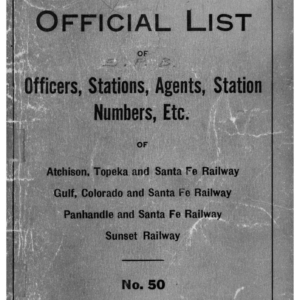 OFFICIAL LIST
OF
Officers, Stations, Agents, Station
Numbers, Etc.
OF
Atchison, Topeka and Santa Fe Railway
Gulf, Colorado and Santa Fe Railway
Panhandle and Santa Fe Railway
Sunset Railway
No. 50